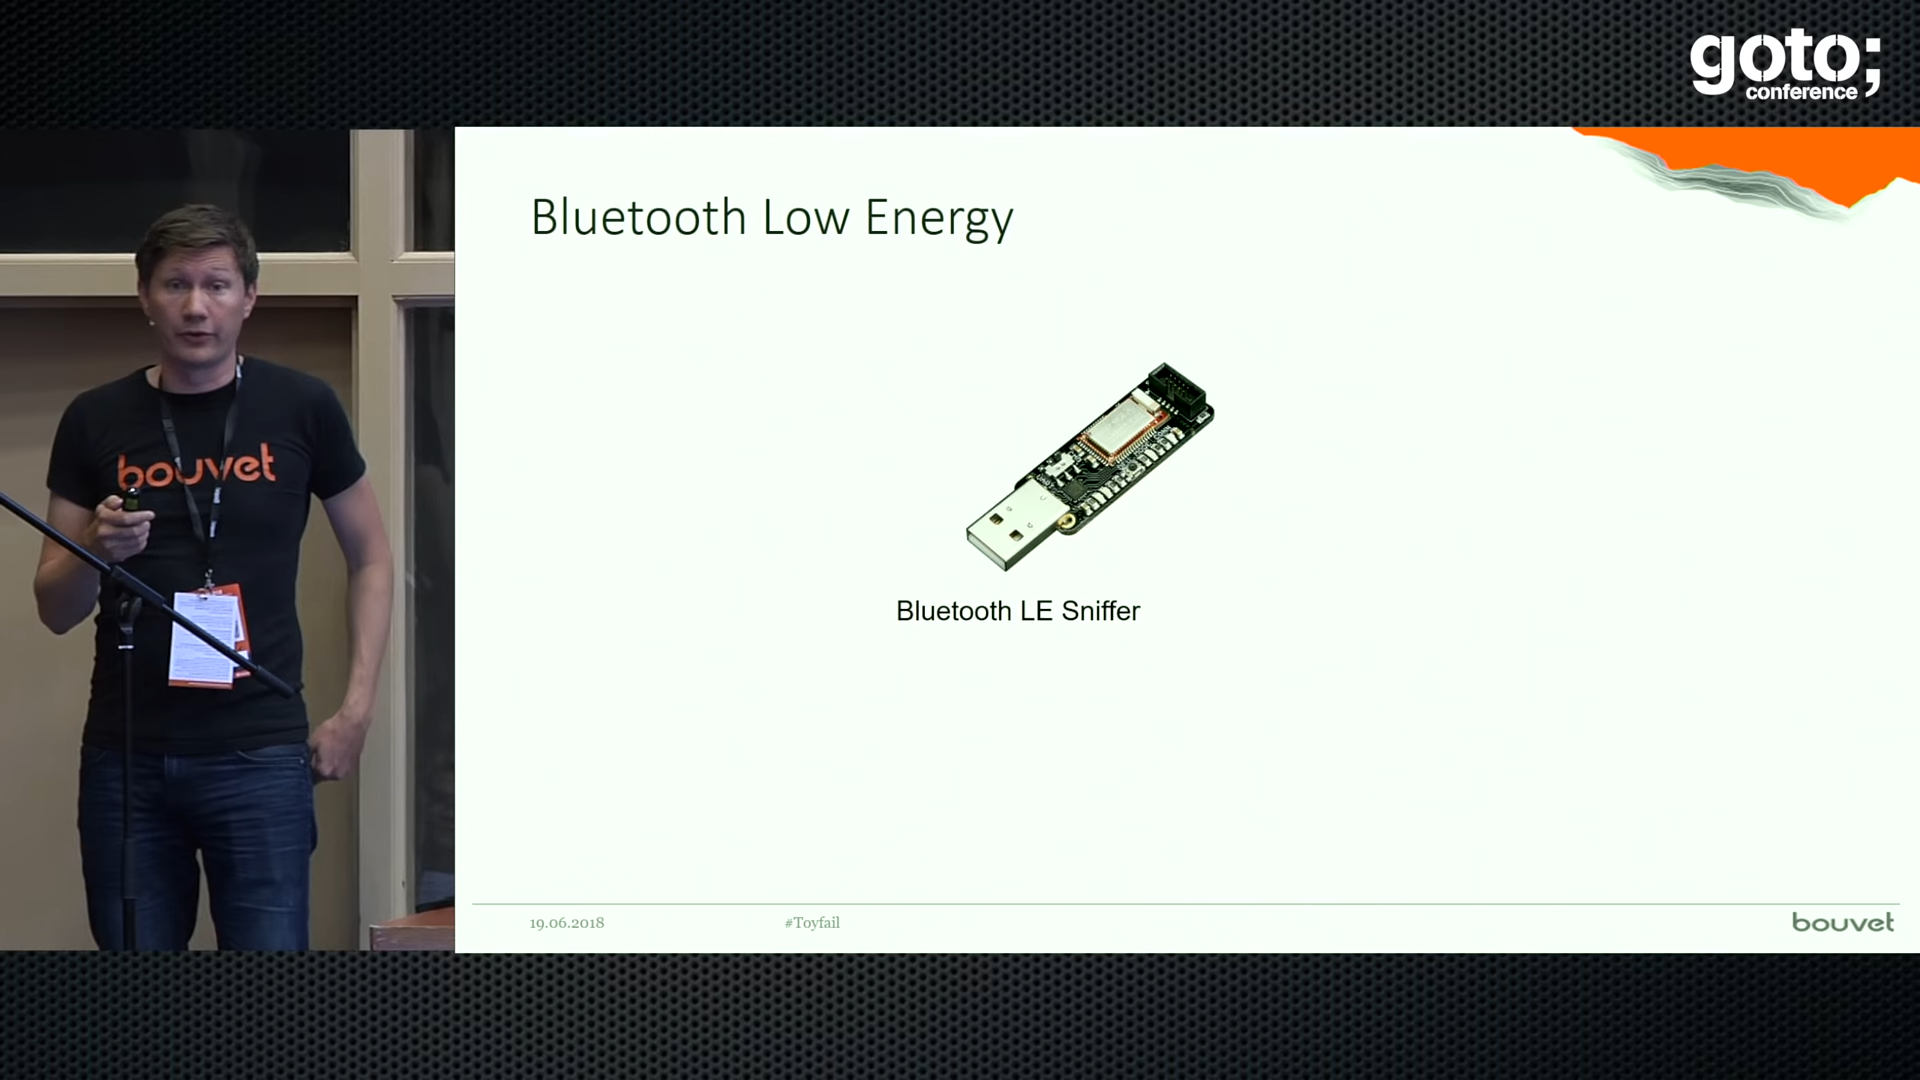 goto;
conference
Bluetooth Low Energy
bouvet
Bluetooth LE Sniffer
19.06.2018
#Toyfail
bouvet